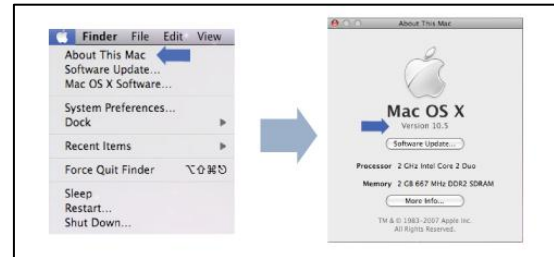 Finder File Edit View
About This Mac
Software Update...
Mac OS X Software...
System Preferences...
Dock
Recent Items
Force Quit Finder ⌥⇧⌘⎋
Sleep
Restart...
Shut Down...
About This Mac
Mac OS X
Version 10.5
Software Update...
Processor 2 GHz Intel Core 2 Duo
Memory 2 GB 667 MHz DDR2 SDRAM
More Info...
TM & © 1983-2007 Apple Inc.
All Rights Reserved.